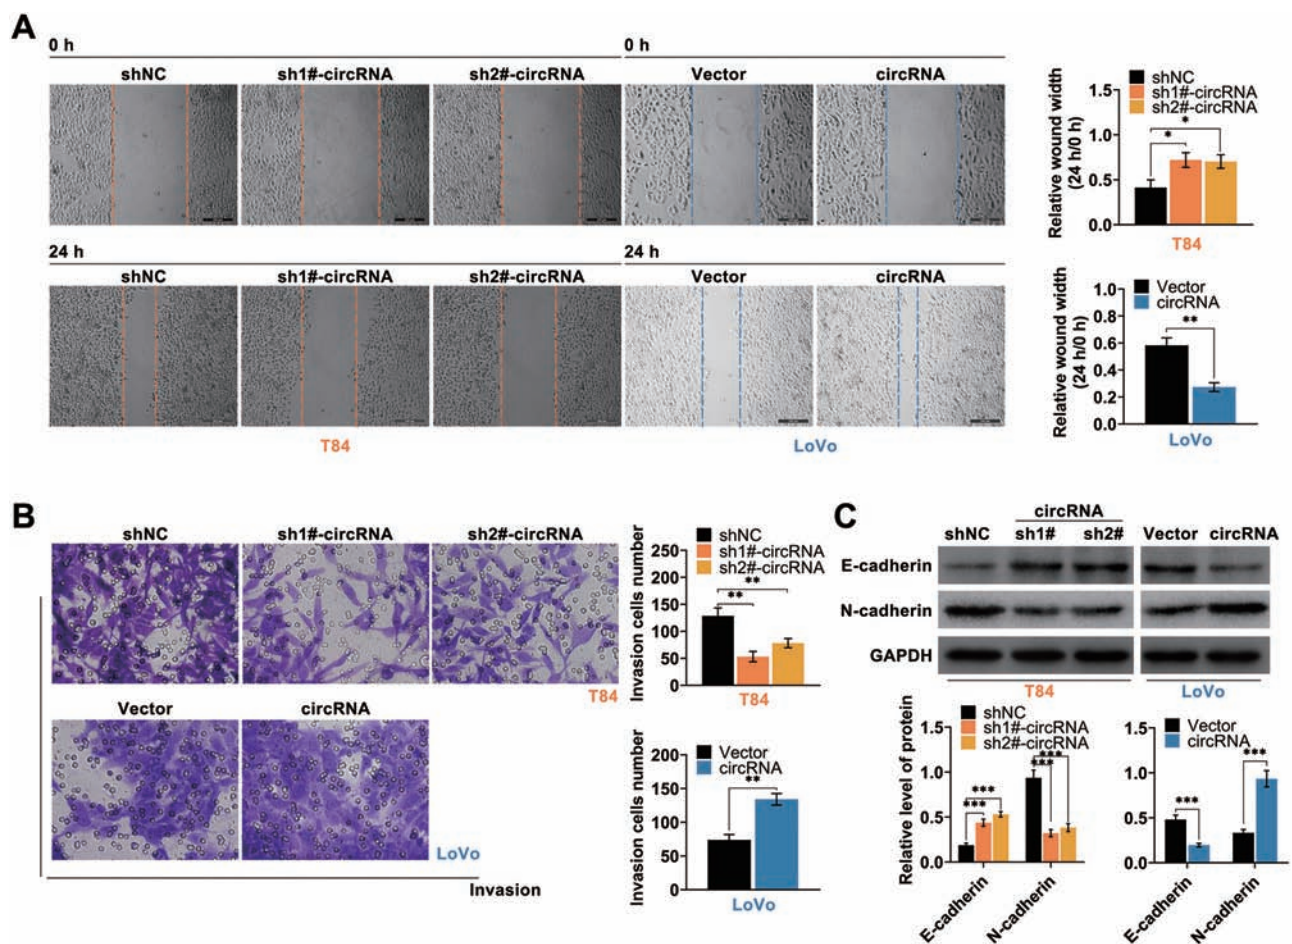 A
0 h
0 h
shNC
sh1#-circRNA
sh2#-circRNA
Vector
circRNA
24 h
shNC
sh1#-circRNA
sh2#-circRNA
Vector
circRNA
T84
LoVo
shNC
sh1#-circRNA
sh2#-circRNA
Relative wound width
(24 h/0 h)
1.5
1.0
0.5
0.0
*
*
T84
Vector
circRNA
Relative wound width
(24 h/0 h)
1.0
0.8
0.6
0.4
0.2
0.0
**
LoVo
B
shNC
sh1#-circRNA
sh2#-circRNA
T84
Vector
circRNA
LoVo
Invasion
shNC
sh1#-circRNA
sh2#-circRNA
Invasion cells number
250
200
150
100
50
0
**
**
T84
Vector
circRNA
Invasion cells number
200
150
100
50
0
**
LoVo
C
circRNA
shNC
sh1#
sh2#
Vector
circRNA
E-cadherin
N-cadherin
GAPDH
T84
LoVo
shNC
sh1#-circRNA
sh2#-circRNA
Relative level of protein
1.5
1.0
0.5
0.0
***
***
***
***
E-cadherin
N-cadherin
Vector
circRNA
1.5
1.0
0.5
0.0
***
***
E-cadherin
N-cadherin